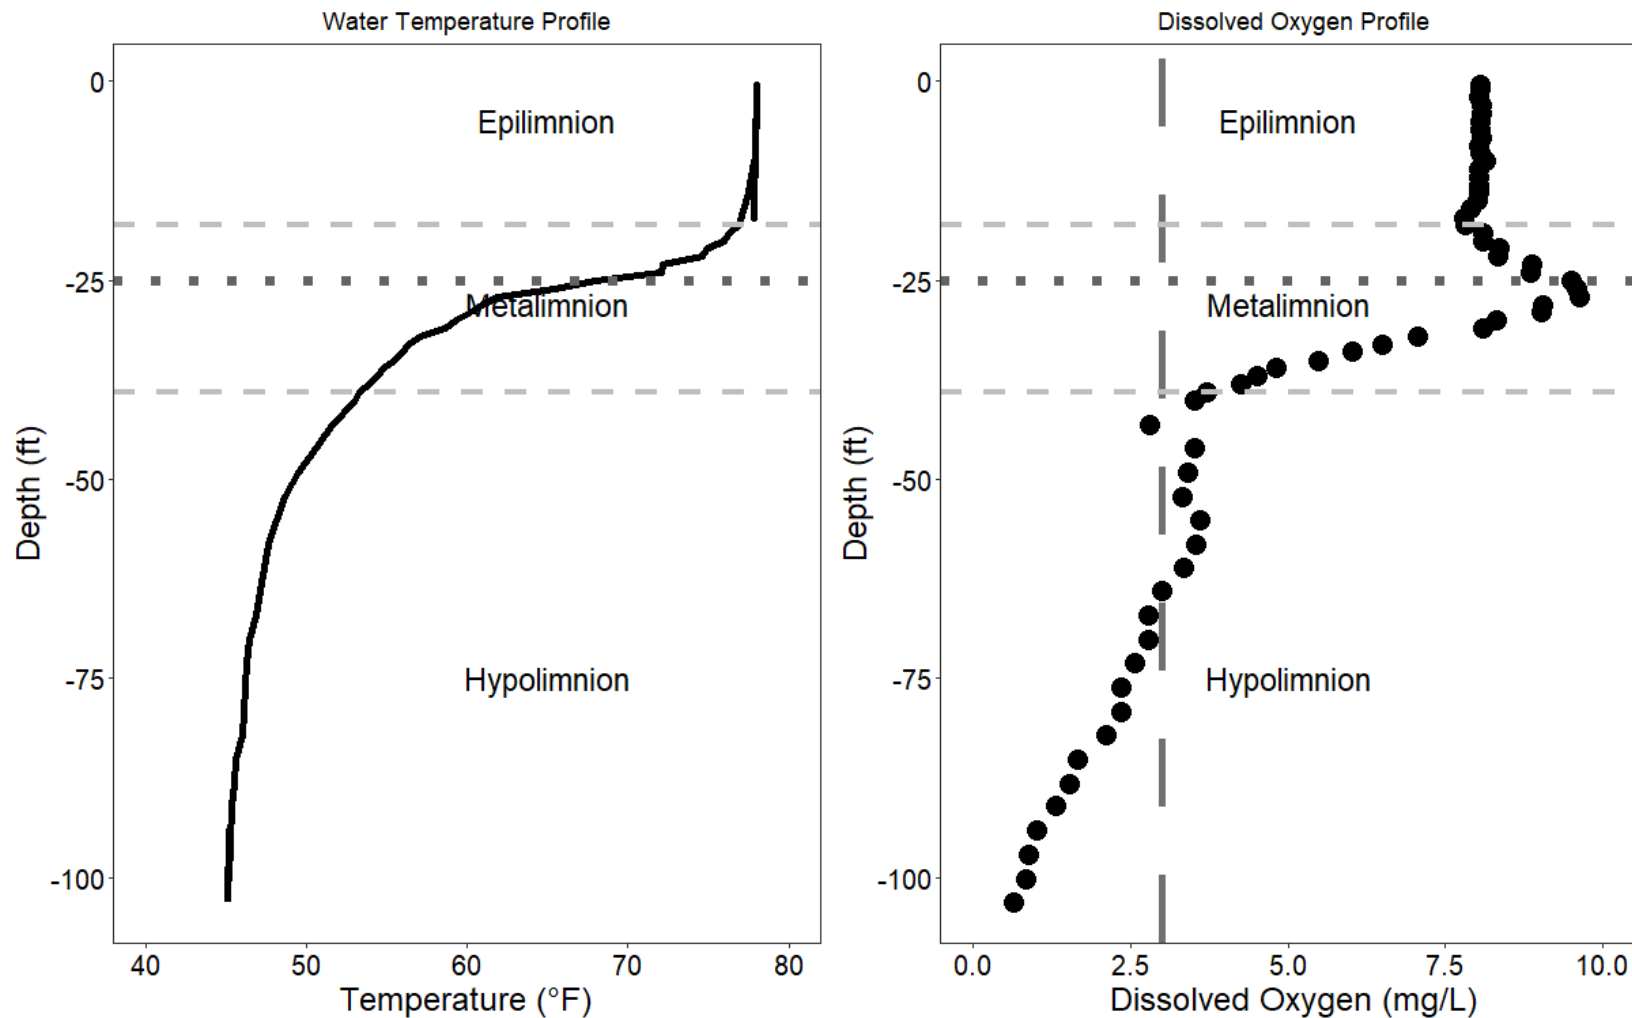 Water Temperature Profile
0
-25
-50
-75
-100
Depth (ft)
Epilimnion
Metalimnion
Hypolimnion
40 50 60 70 80
Temperature (°F)
Dissolved Oxygen Profile
0
-25
-50
-75
-100
Depth (ft)
Epilimnion
Metalimnion
Hypolimnion
0.0 2.5 5.0 7.5 10.0
Dissolved Oxygen (mg/L)